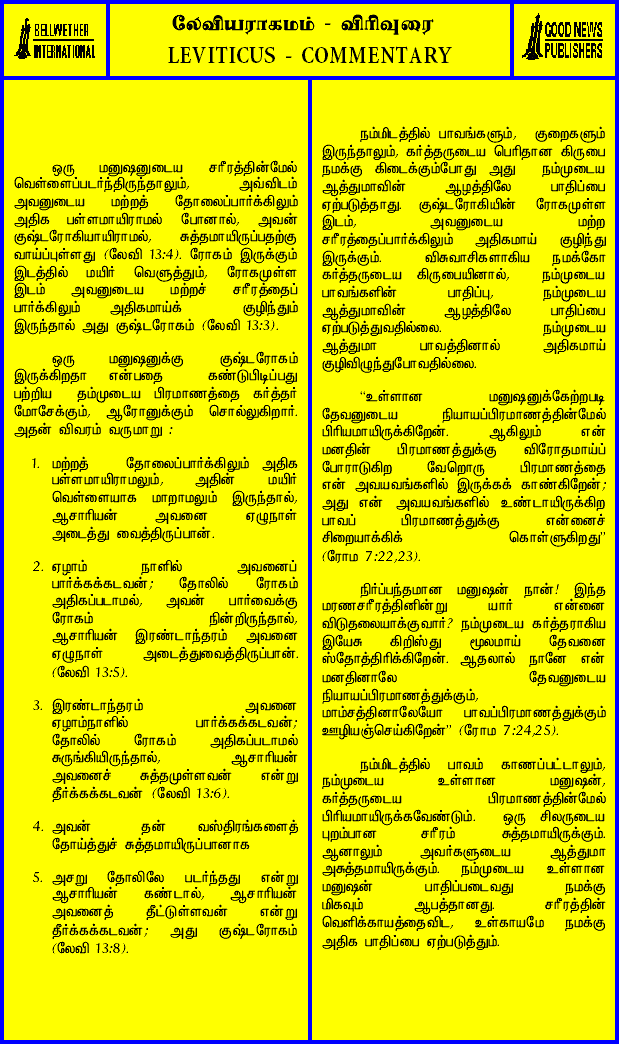 BELLWETHER
INTERNATIONAL
லேவியராகமம் - விரிவுரை
LEVITICUS - COMMENTARY
GOOD NEWS
PUBLISHERS
ஒரு மனுஷனுடைய சரீரத்தின்மேல்
வெள்ளைப்படர்ந்திருந்தாலும், அவ்விடம்
அவனுடைய மற்றத் தோலைப்பார்க்கிலும்
அதிக பள்ளமாயிராமல் போனால், அவன்
குஷ்டரோகியாயிராமல், சுத்தமாயிருப்பதற்கு
வாய்ப்புள்ளது (லேவி 13:4). ரோகம் இருக்கும்
இடத்தில் மயிர் வெளுத்தும், ரோகமுள்ள
இடம் அவனுடைய மற்றச் சரீரத்தைப்
பார்க்கிலும் அதிகமாய்க் குழிந்தும்
இருந்தால் அது குஷ்டரோகம் (லேவி 13:3).
ஒரு மனுஷனுக்கு குஷ்டரோகம்
இருக்கிறதா என்பதை கண்டுபிடிப்பது
பற்றிய தம்முடைய பிரமாணத்தை கர்த்தர்
மோசேக்கும், ஆரோனுக்கும் சொல்லுகிறார்.
அதன் விவரம் வருமாறு :
1. மற்றத் தோலைப்பார்க்கிலும் அதிக
பள்ளமாயிராமலும், அதின் மயிர்
வெள்ளையாக மாறாமலும் இருந்தால்,
ஆசாரியன் அவனை ஏழுநாள்
அடைத்து வைத்திருப்பான்.
2. ஏழாம் நாளில் அவனைப்
பார்க்கக்கடவன்; தோலில் ரோகம்
அதிகப்படாமல், அவன் பார்வைக்கு
ரோகம் நின்றிருந்தால்,
ஆசாரியன் இரண்டாந்தரம் அவனை
ஏழுநாள் அடைத்துவைத்திருப்பான்.
(லேவி 13:5).
3. இரண்டாந்தரம் அவனை
ஏழாம்நாளில் பார்க்கக்கடவன்;
தோலில் ரோகம் அதிகப்படாமல்
சுருங்கியிருந்தால், ஆசாரியன்
அவனைச் சுத்தமுள்ளவன் என்று
தீர்க்கக்கடவன் (லேவி 13:6).
4. அவன் தன் வஸ்திரங்களைத்
தோய்த்துச் சுத்தமாயிருப்பானாக
5. அசறு தோலிலே படர்ந்தது என்று
ஆசாரியன் கண்டால், ஆசாரியன்
அவனைத் தீட்டுள்ளவன் என்று
தீர்க்கக்கடவன்; அது குஷ்டரோகம்
(லேவி 13:8).
நம்மிடத்தில் பாவங்களும், குறைகளும்
இருந்தாலும், கர்த்தருடைய பெரிதான கிருபை
நமக்கு கிடைக்கும்போது அது நம்முடைய
ஆத்துமாவின் ஆழத்திலே பாதிப்பை
ஏற்படுத்தாது. குஷ்டரோகியின் ரோகமுள்ள
இடம், அவனுடைய மற்ற
சரீரத்தைப்பார்க்கிலும் அதிகமாய் குழிந்து
இருக்கும். விசுவாசிகளாகிய நமக்கோ
கர்த்தருடைய கிருபையினால், நம்முடைய
பாவங்களின் பாதிப்பு, நம்முடைய
ஆத்துமாவின் ஆழத்திலே பாதிப்பை
ஏற்படுத்துவதில்லை. நம்முடைய
ஆத்துமா பாவத்தினால் அதிகமாய்
குழிவிழுந்துபோவதில்லை.
“உள்ளான மனுஷனுக்கேற்றபடி
தேவனுடைய நியாயப்பிரமாணத்தின்மேல்
பிரியமாயிருக்கிறேன். ஆகிலும் என்
மனதின் பிரமாணத்துக்கு விரோதமாய்ப்
போராடுகிற வேறொரு பிரமாணத்தை
என் அவயவங்களில் இருக்கக் காண்கிறேன்;
அது என் அவயவங்களில் உண்டாயிருக்கிற
பாவப் பிரமாணத்துக்கு என்னைச்
சிறையாக்கிக் கொள்ளுகிறது”
(ரோம 7:22,23).
நிர்ப்பந்தமான மனுஷன் நான்! இந்த
மரணசரீரத்தினின்று யார் என்னை
விடுதலையாக்குவார்? நம்முடைய கர்த்தராகிய
இயேசு கிறிஸ்து மூலமாய் தேவனை
ஸ்தோத்திரிக்கிறேன். ஆதலால் நானே என்
மனதினாலே தேவனுடைய
நியாயப்பிரமாணத்துக்கும்,
மாம்சத்தினாலேயோ பாவப்பிரமாணத்துக்கும்
ஊழியஞ்செய்கிறேன்” (ரோம 7:24,25).
நம்மிடத்தில் பாவம் காணப்பட்டாலும்,
நம்முடைய உள்ளான மனுஷன்,
கர்த்தருடைய பிரமாணத்தின்மேல்
பிரியமாயிருக்கவேண்டும். ஒரு சிலருடைய
புறம்பான சரீரம் சுத்தமாயிருக்கும்.
ஆனாலும் அவர்களுடைய ஆத்துமா
அசுத்தமாயிருக்கும். நம்முடைய உள்ளான
மனுஷன் பாதிப்படைவது நமக்கு
மிகவும் ஆபத்தானது. சரீரத்தின்
வெளிக்காயத்தைவிட, உள்காயமே நமக்கு
அதிக பாதிப்பை ஏற்படுத்தும்.